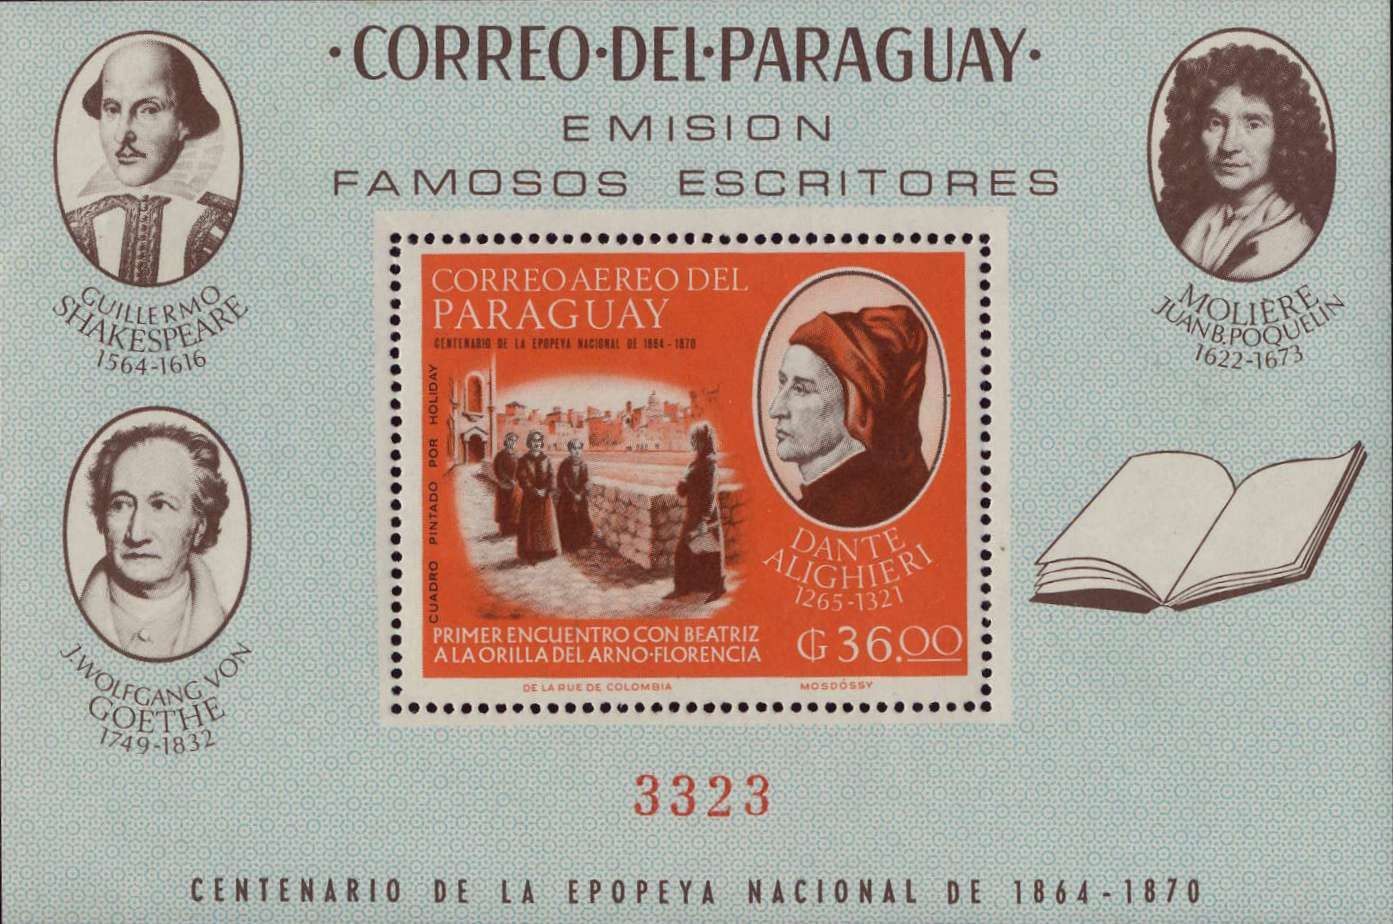 ·CORREO·DEL·PARAGUAY·
EMISION
FAMOSOS ESCRITORES
GUILLERMO
SHAKESPEARE
1564-1616
MOLIÈRE
JUAN B. POQUELIN
1622-1673
CORREO AEREO DEL
PARAGUAY
CENTENARIO DE LA EPOPEYA NACIONAL DE 1864-1870
CUADRO PINTADO POR HOLIDAY
DANTE
ALIGHIERI
1265-1321
PRIMER ENCUENTRO CON BEATRIZ
A LA ORILLA DEL ARNO·FLORENCIA
₲ 36.00
DE LA RUE DE COLOMBIA
MOSDÓSSY
J. WOLFGANG VON
GOETHE
1749-1832
3323
CENTENARIO DE LA EPOPEYA NACIONAL DE 1864-1870